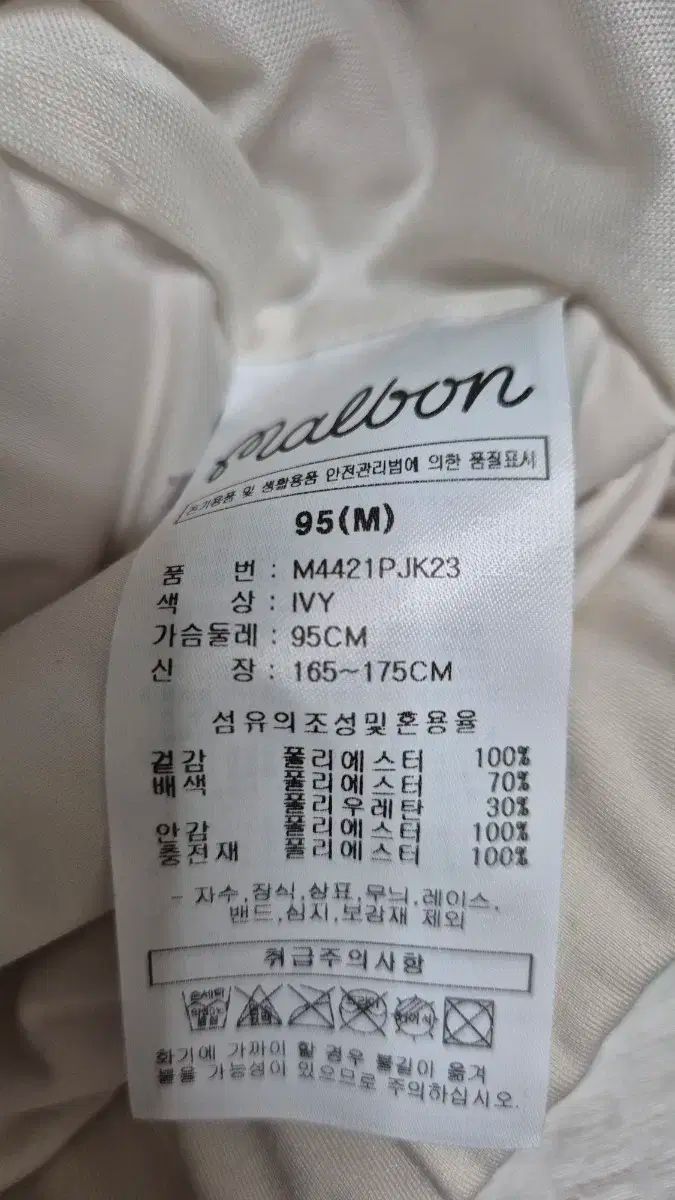 malbon
전기용품 및 생활용품 안전관리법에 의한 품질표시
95(M)
품 번 : M4421PJK23
색 상 : IVY
가슴둘레 : 95CM
신 장 : 165~175CM
섬유의조성및혼용율
겉감 폴리에스터 100%
배색 폴리에스터 70%
폴리우레탄 30%
안감 폴리에스터 100%
충전재 폴리에스터 100%
- 자수,장식,상표,무늬,레이스,
밴드,심지,보강재 제외
취급주의사항
손세탁
드라이
화기에 가까이 할 경우 불길이 옮겨
붙을 가능성이 있으므로 주의하십시오.